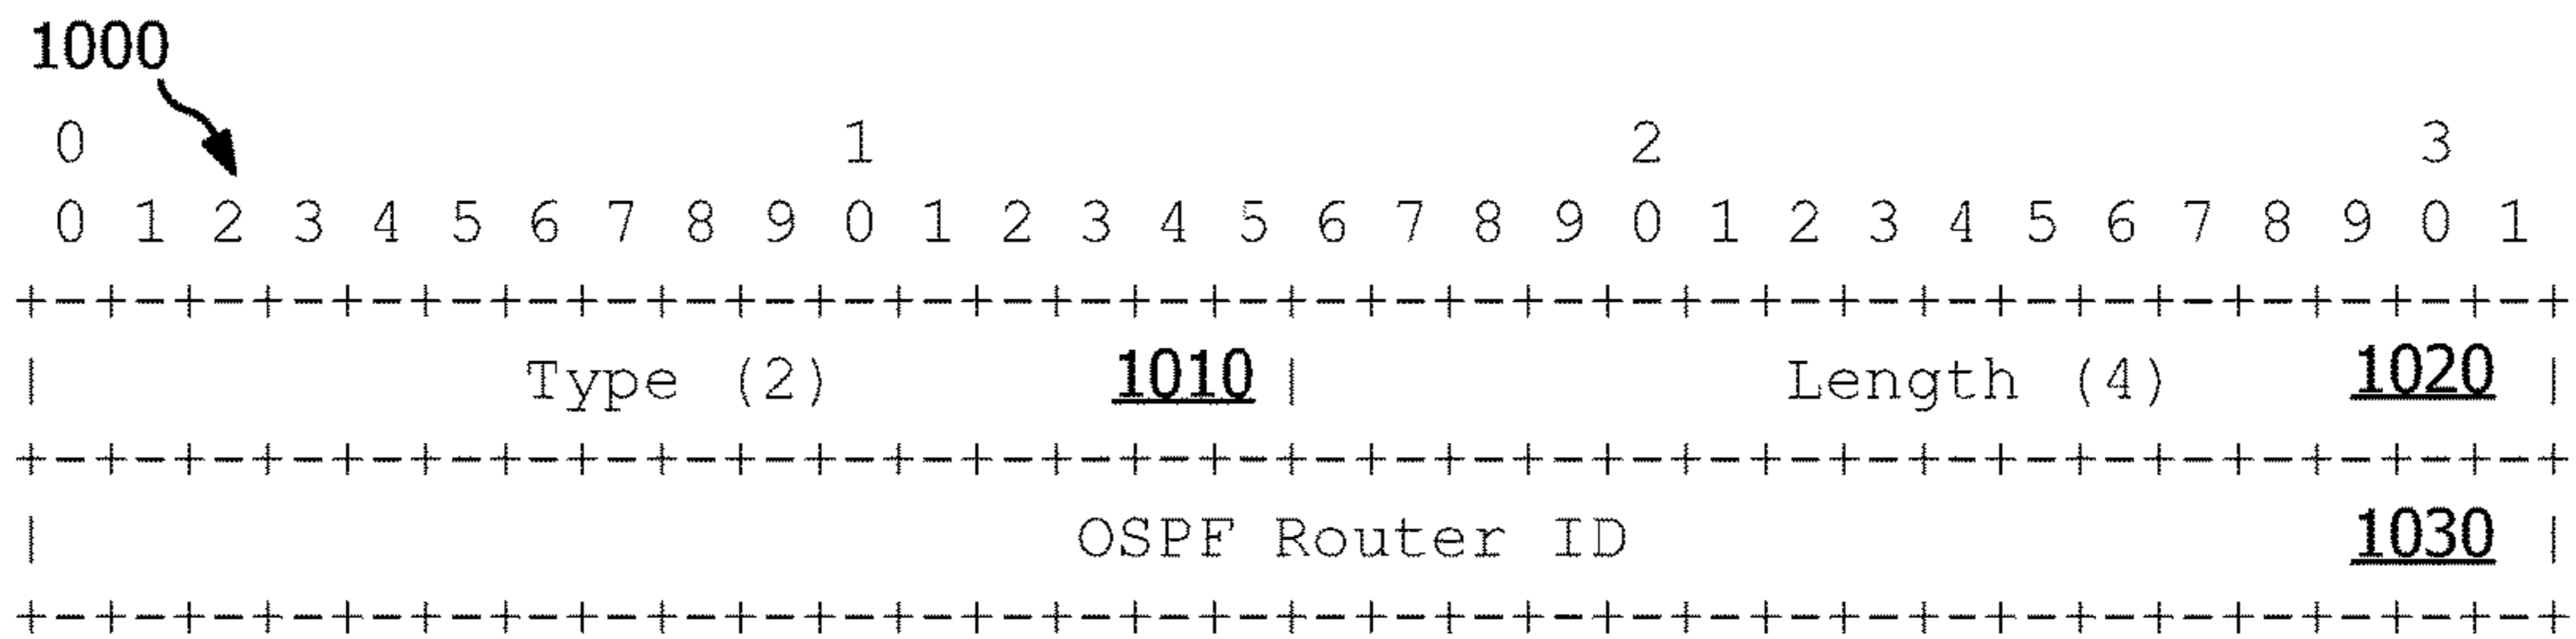 1000
0 1 2 3
0 1 2 3 4 5 6 7 8 9 0 1 2 3 4 5 6 7 8 9 0 1 2 3 4 5 6 7 8 9 0 1
+-+-+-+-+-+-+-+-+-+-+-+-+-+-+-+-+-+-+-+-+-+-+-+-+-+-+-+-+-+-+-+-+
| Type (2) 1010 | Length (4) 1020 |
+-+-+-+-+-+-+-+-+-+-+-+-+-+-+-+-+-+-+-+-+-+-+-+-+-+-+-+-+-+-+-+-+
| OSPF Router ID 1030 |
+-+-+-+-+-+-+-+-+-+-+-+-+-+-+-+-+-+-+-+-+-+-+-+-+-+-+-+-+-+-+-+-+